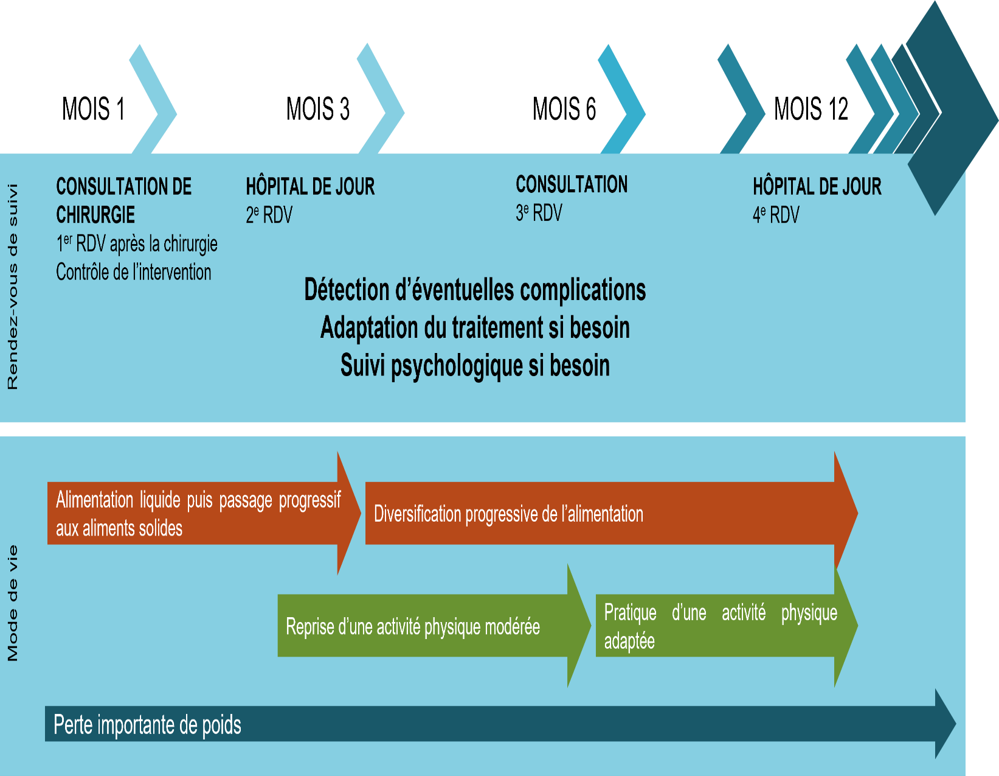 MOIS 1
MOIS 3
MOIS 6
MOIS 12
Rendez-vous de suivi
CONSULTATION DE
CHIRURGIE
1er RDV après la chirurgie
Contrôle de l’intervention
HÔPITAL DE JOUR
2e RDV
CONSULTATION
3e RDV
HÔPITAL DE JOUR
4e RDV
Détection d’éventuelles complications
Adaptation du traitement si besoin
Suivi psychologique si besoin
Mode de vie
Alimentation liquide puis passage progressif
aux aliments solides
Diversification progressive de l’alimentation
Reprise d’une activité physique modérée
Pratique d’une activité physique
adaptée
Perte importante de poids